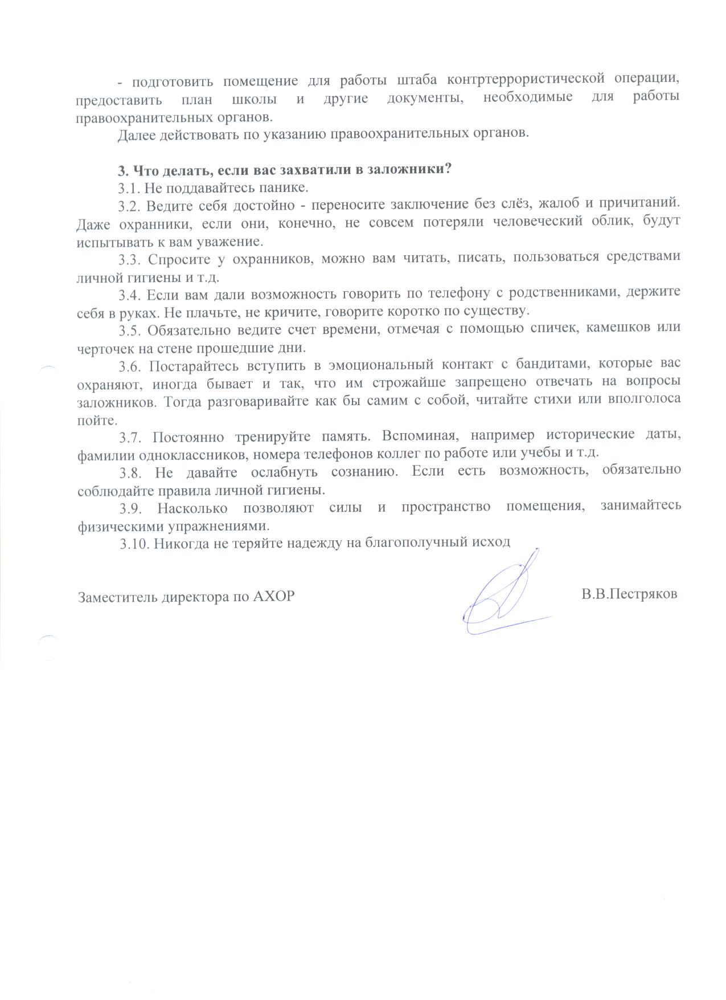 - подготовить помещение для работы штаба контртеррористической операции,
предоставить план школы и другие документы, необходимые для работы
правоохранительных органов.
Далее действовать по указанию правоохранительных органов.
3. Что делать, если вас захватили в заложники?
3.1. Не поддавайтесь панике.
3.2. Ведите себя достойно - переносите заключение без слёз, жалоб и причитаний.
Даже охранники, если они, конечно, не совсем потеряли человеческий облик, будут
испытывать к вам уважение.
3.3. Спросите у охранников, можно вам читать, писать, пользоваться средствами
личной гигиены и т.д.
3.4. Если вам дали возможность говорить по телефону с родственниками, держите
себя в руках. Не плачьте, не кричите, говорите коротко по существу.
3.5. Обязательно ведите счет времени, отмечая с помощью спичек, камешков или
черточек на стене прошедшие дни.
3.6. Постарайтесь вступить в эмоциональный контакт с бандитами, которые вас
охраняют, иногда бывает и так, что им строжайше запрещено отвечать на вопросы
заложников. Тогда разговаривайте как бы самим с собой, читайте стихи или вполголоса
пойте.
3.7. Постоянно тренируйте память. Вспоминая, например исторические даты,
фамилии одноклассников, номера телефонов коллег по работе или учебы и т.д.
3.8. Не давайте ослабнуть сознанию. Если есть возможность, обязательно
соблюдайте правила личной гигиены.
3.9. Насколько позволяют силы и пространство помещения, занимайтесь
физическими упражнениями.
3.10. Никогда не теряйте надежду на благополучный исход
Заместитель директора по АХОР В.В.Пестряков